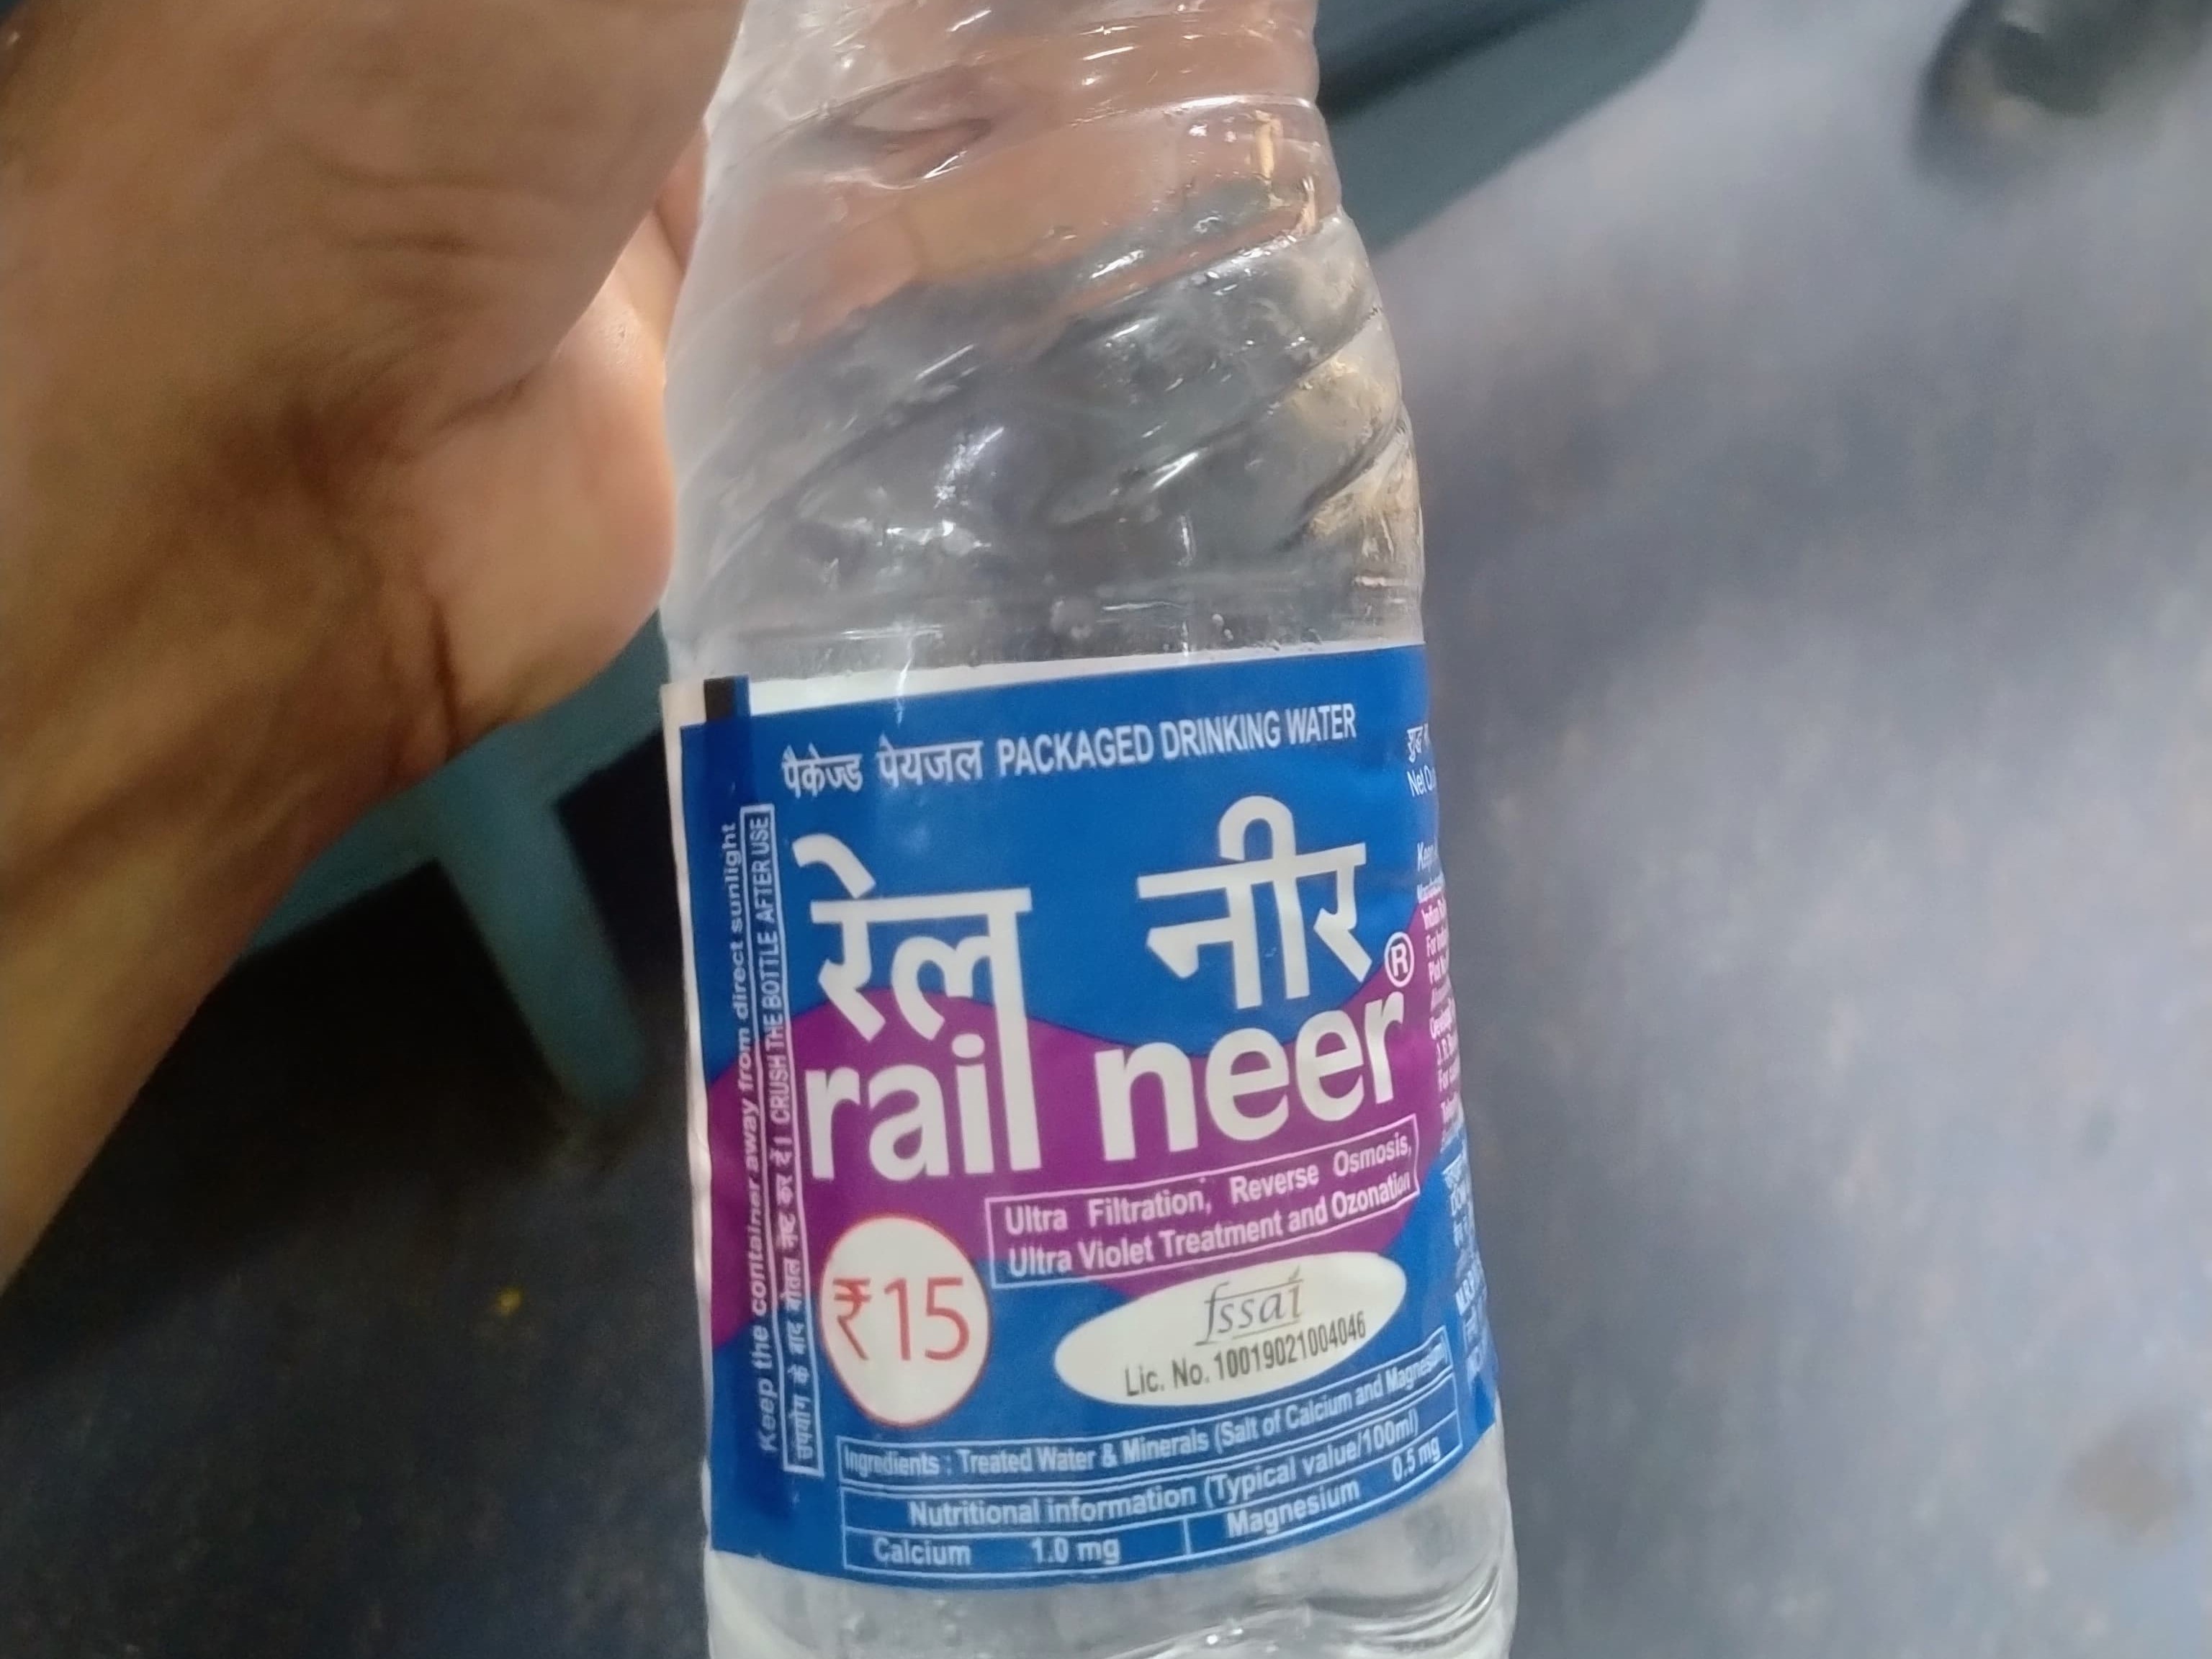 पैकेज्ड पेयजल PACKAGED DRINKING WATER
रेल नीर
rail neer®
Ultra Filtration, Reverse Osmosis,
Ultra Violet Treatment and Ozonation
₹15
fssai
Lic. No. 10019021004046
Ingredients : Treated Water & Minerals (Salt of Calcium and Magnesium)
Nutritional information (Typical value/100ml)
Calcium 1.0 mg Magnesium 0.5 mg
Keep the container away from direct sunlight
उपयोग के बाद बोतल नष्ट कर दें। CRUSH THE BOTTLE AFTER USE
शुद्ध
Net